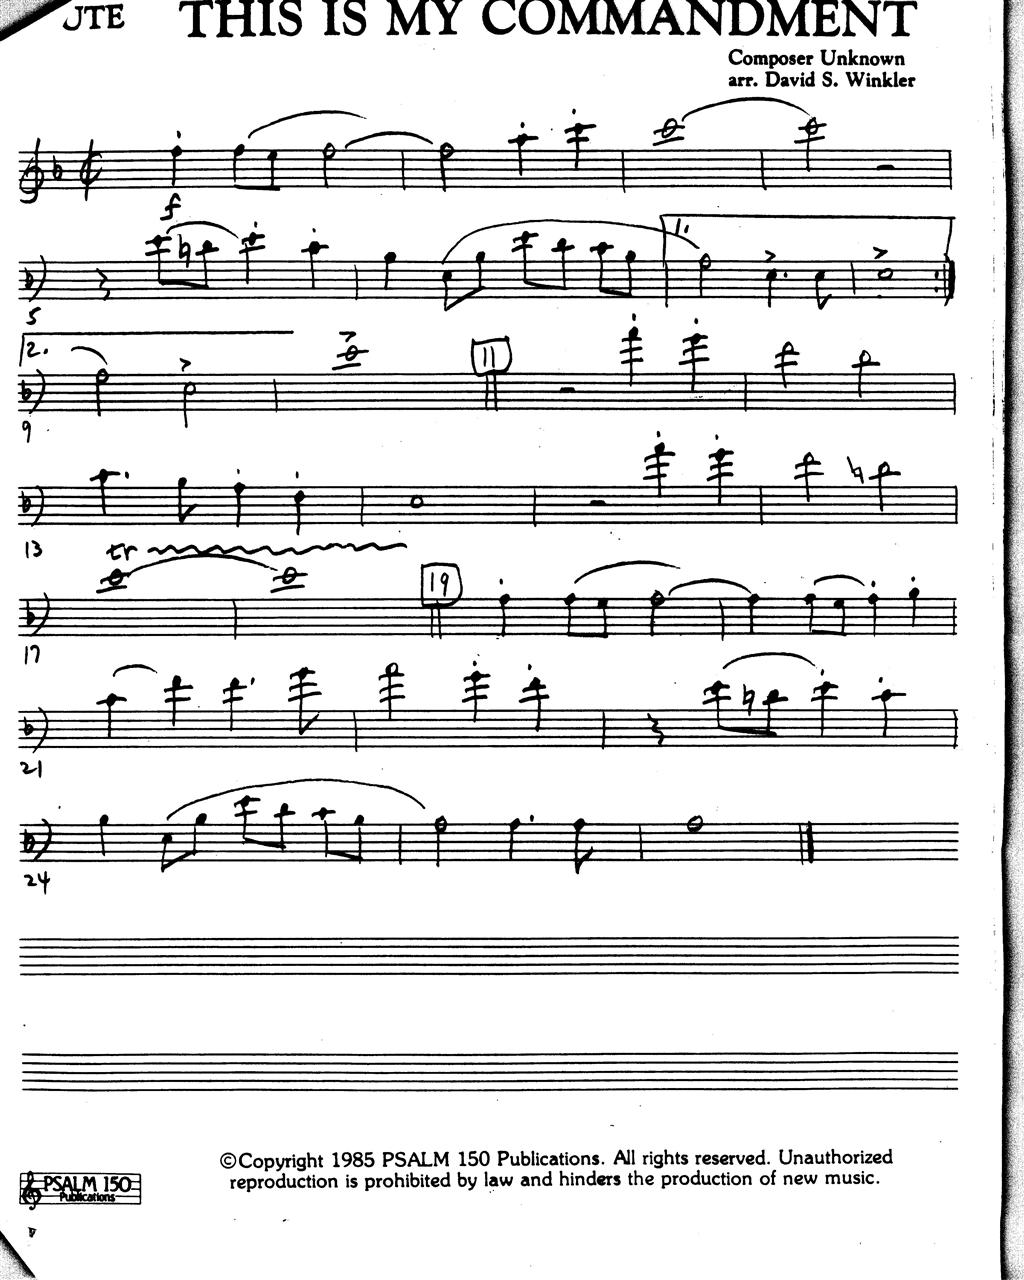 JTE THIS IS MY COMMANDMENT
Composer Unknown
arr. David S. Winkler
f
1.
5
2.
11
9
13
tr
19
17
21
24
©Copyright 1985 PSALM 150 Publications. All rights reserved. Unauthorized
reproduction is prohibited by law and hinders the production of new music.
PSALM 150
Publications